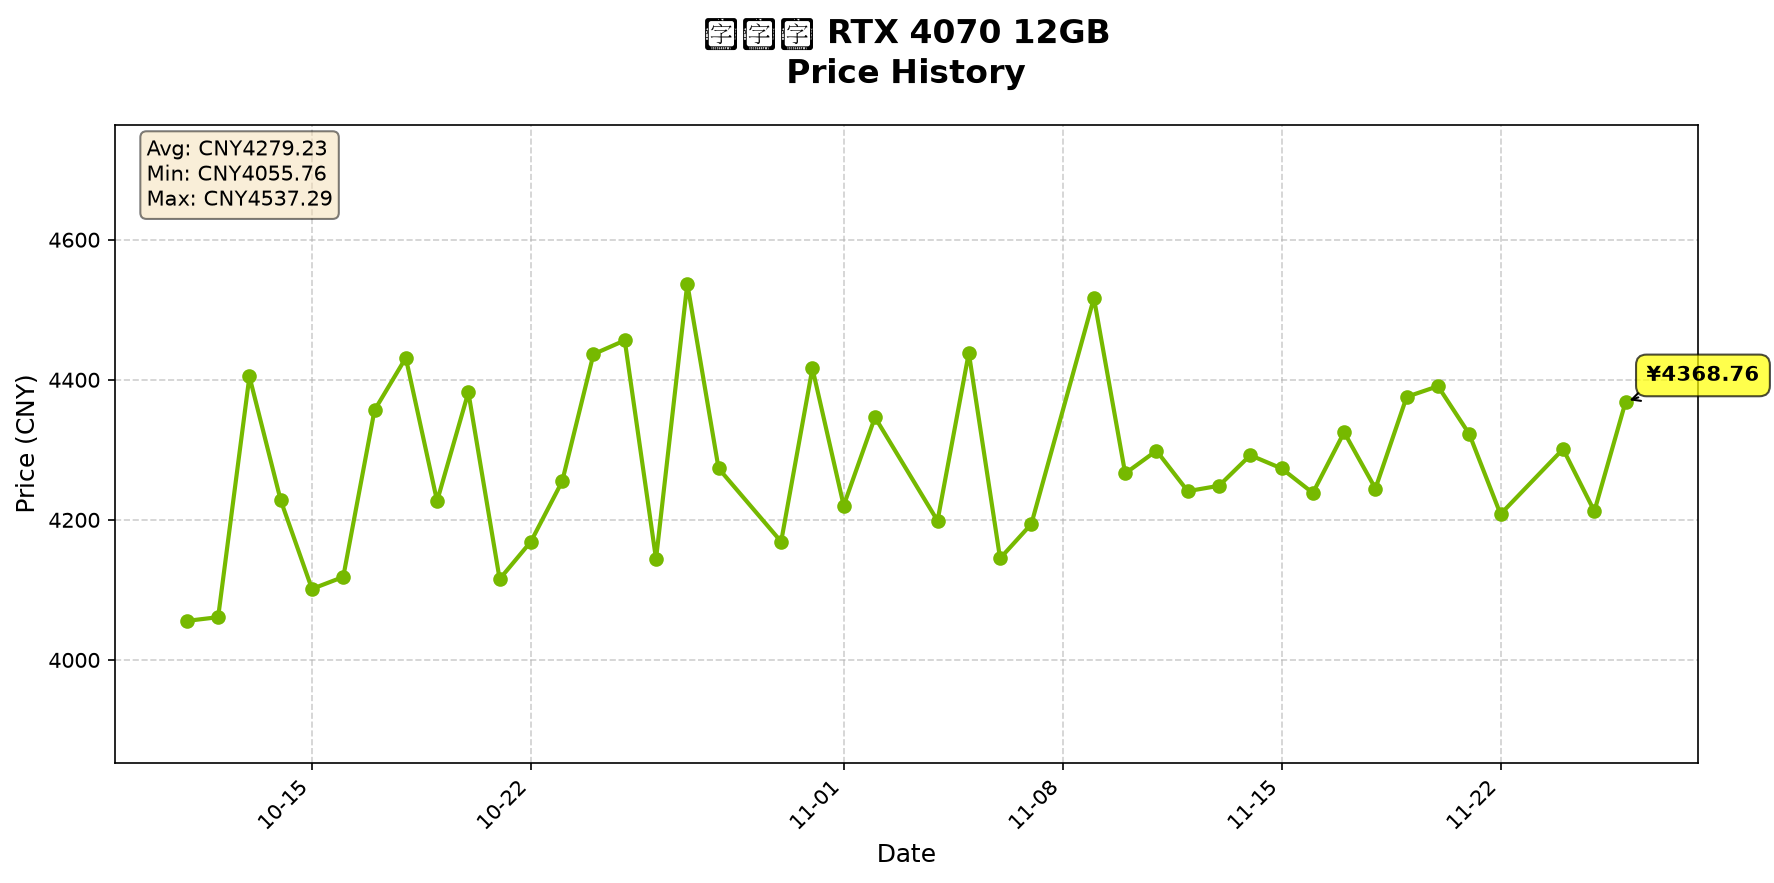 RTX 4070 12GB
Price History
Avg: CNY4279.23
Min: CNY4055.76
Max: CNY4537.29
¥4368.76
Price (CNY)
4600
4400
4200
4000
10-15
10-22
11-01
11-08
11-15
11-22
Date